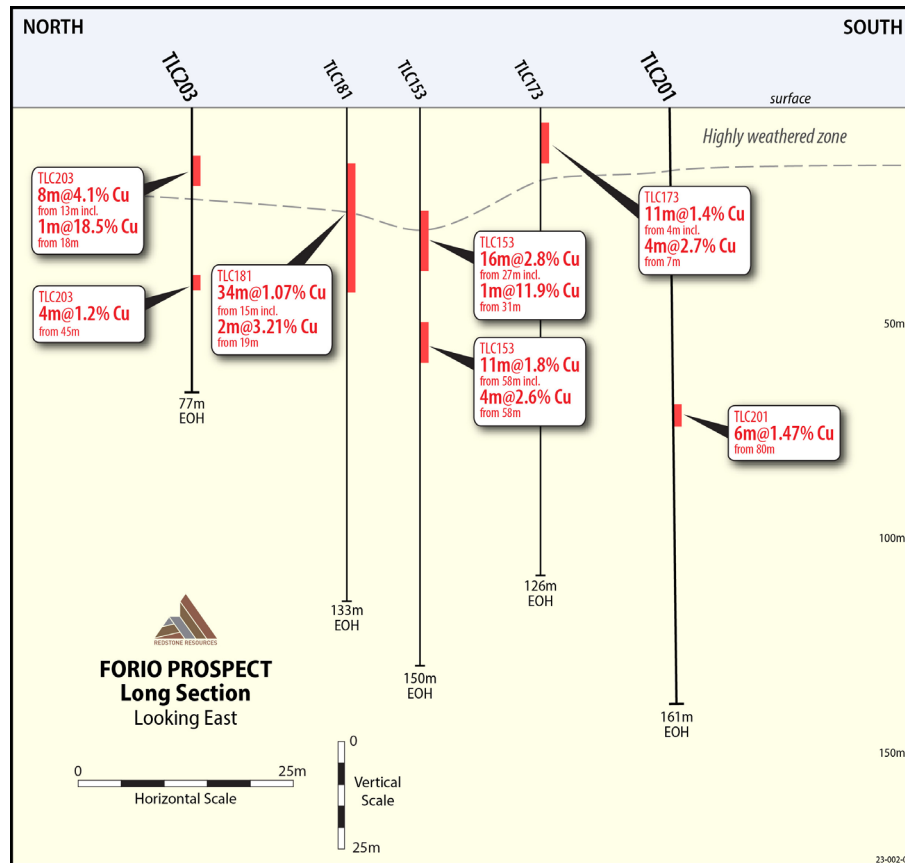 NORTH
SOUTH
TLC203
TLC181
TLC153
TLC173
TLC201
surface
Highly weathered zone
TLC203
8m@4.1% Cu
from 13m incl.
1m@18.5% Cu
from 18m
TLC173
11m@1.4% Cu
from 4m incl.
4m@2.7% Cu
from 7m
TLC153
16m@2.8% Cu
from 27m incl.
1m@11.9% Cu
from 31m
TLC181
34m@1.07% Cu
from 15m incl.
2m@3.21% Cu
from 19m
TLC203
4m@1.2% Cu
from 45m
50m
TLC153
11m@1.8% Cu
from 58m incl.
4m@2.6% Cu
from 58m
77m
EOH
TLC201
6m@1.47% Cu
from 80m
100m
126m
EOH
133m
EOH
REDSTONE RESOURCES
FORIO PROSPECT
Long Section
Looking East
150m
EOH
161m
EOH
150m
0
25m
Horizontal Scale
0
Vertical
Scale
25m